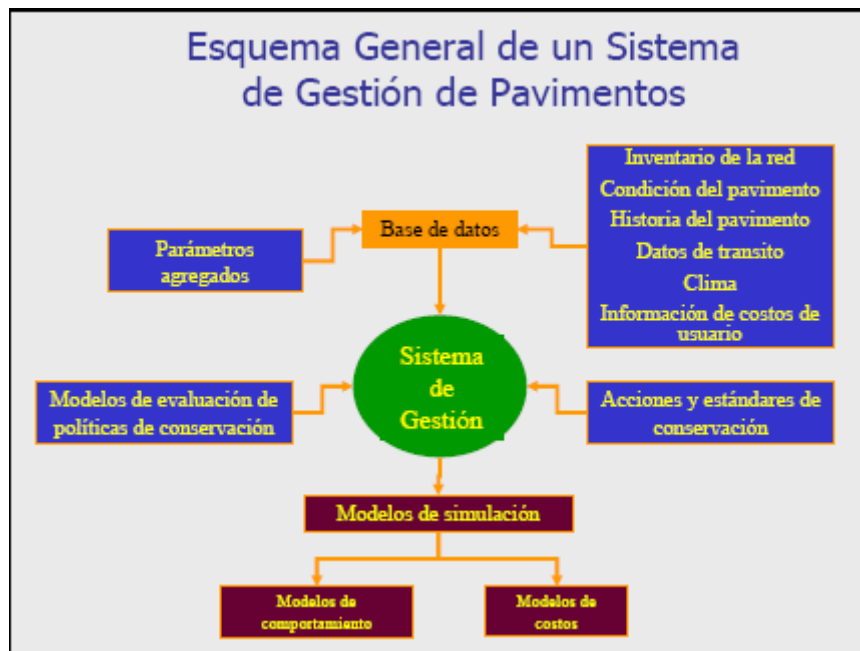 Esquema General de un Sistema
de Gestión de Pavimentos
Inventario de la red
Condición del pavimento
Historia del pavimento
Datos de transito
Clima
Información de costos de
usuario
Base de datos
Parámetros
agregados
Sistema
de
Gestión
Modelos de evaluación de
políticas de conservación
Acciones y estándares de
conservación
Modelos de simulación
Modelos de
comportamiento
Modelos de
costos